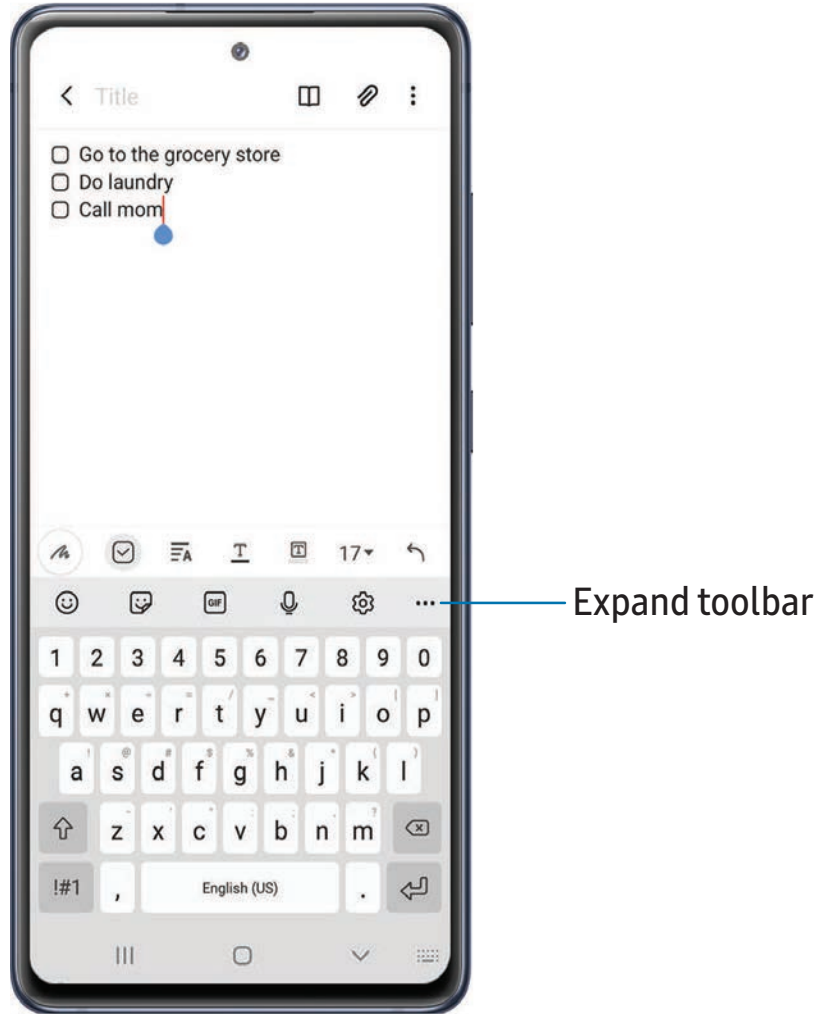 Title
Go to the grocery store
Do laundry
Call mom
A T T 17
GIF
Expand toolbar
1 2 3 4 5 6 7 8 9 0
+ × ÷ = / _ < > [ ]
q w e r t y u i o p
! @ # $ % ^ & * ( )
a s d f g h j k l
- ' " : ; , ?
z x c v b n m
!#1 , English (US) .